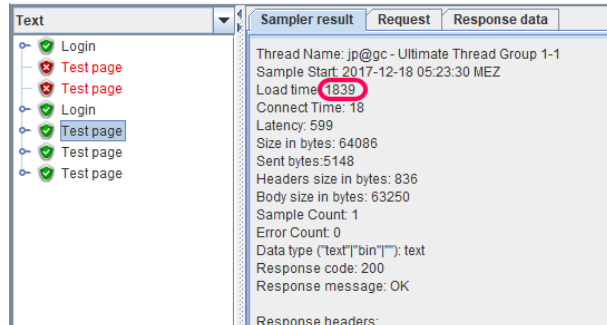 Text
Login
Test page
Test page
Login
Test page
Test page
Test page
Sampler result
Request
Response data
Thread Name: jp@gc - Ultimate Thread Group 1-1
Sample Start: 2017-12-18 05:23:30 MEZ
Load time: 1839
Connect Time: 18
Latency: 599
Size in bytes: 64086
Sent bytes:5148
Headers size in bytes: 836
Body size in bytes: 63250
Sample Count: 1
Error Count: 0
Data type ("text"|"bin"|""): text
Response code: 200
Response message: OK
Response headers: